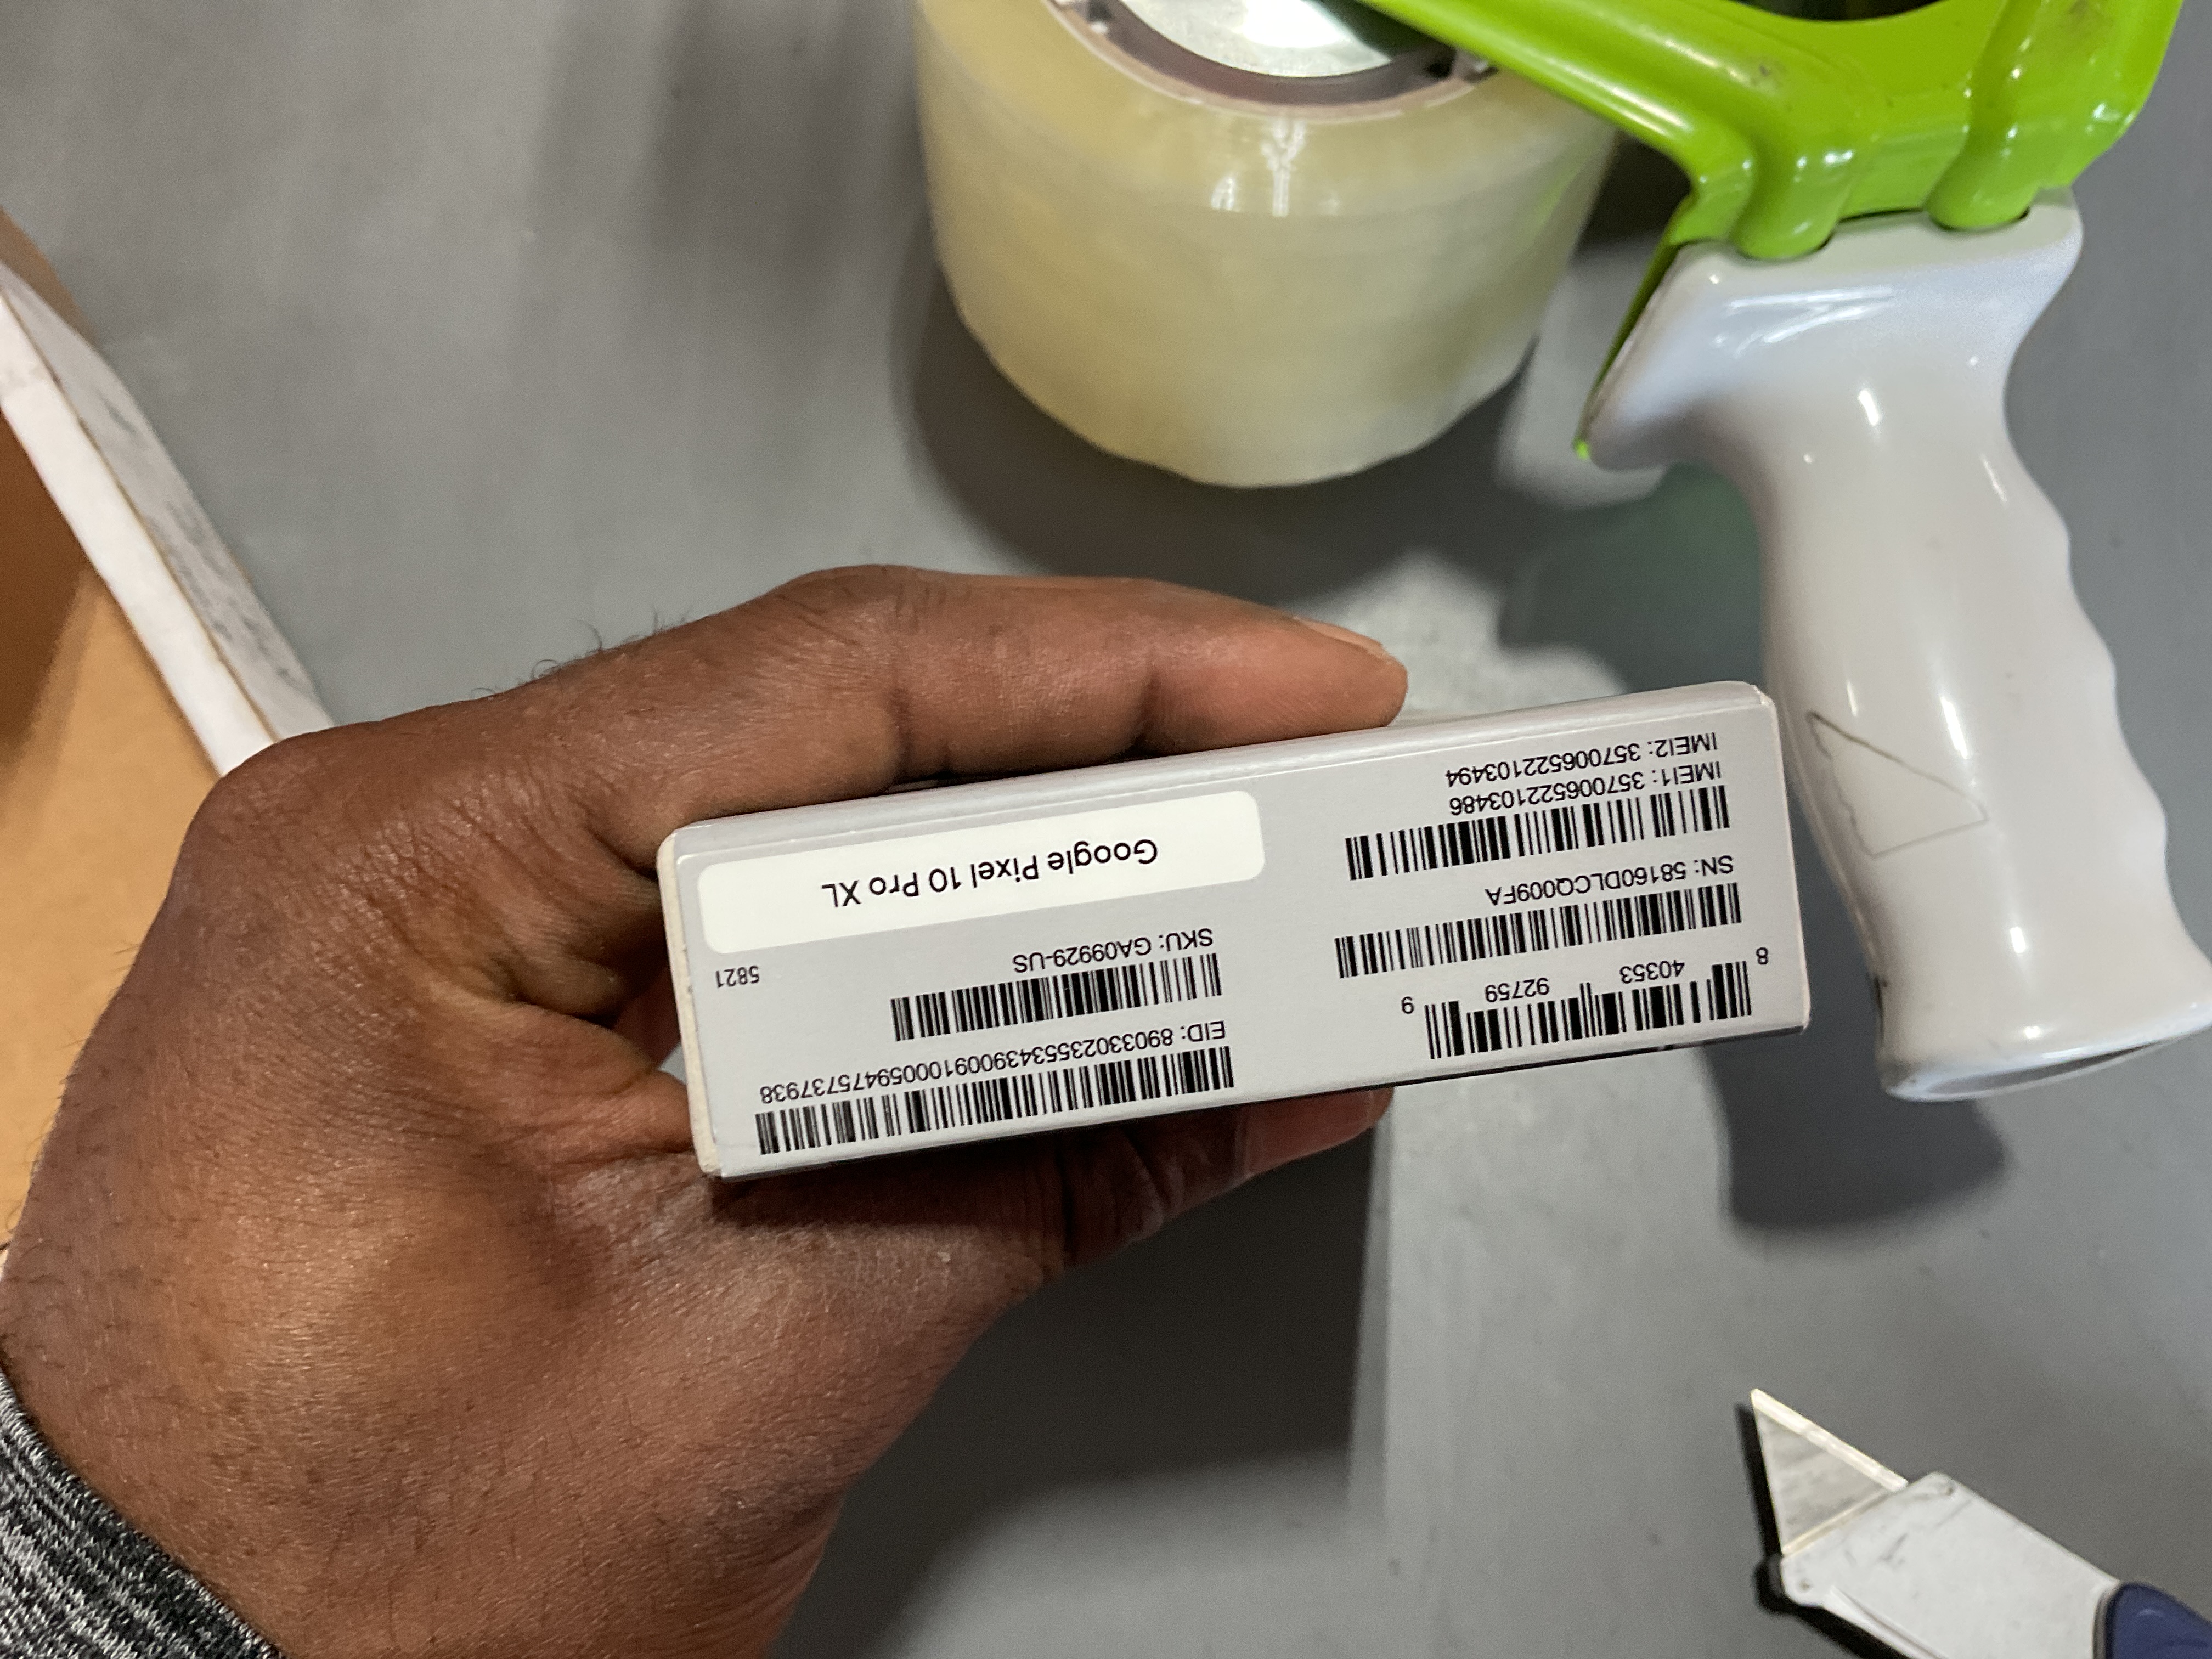 Google Pixel 10 Pro XL
5821
SKU: GA09929-US
EID: 89033023553439009100059475737938
IMEI2: 357006522103494
IMEI1: 357006522103486
SN: 58160DLCQ009FA
8 40353 92759 9